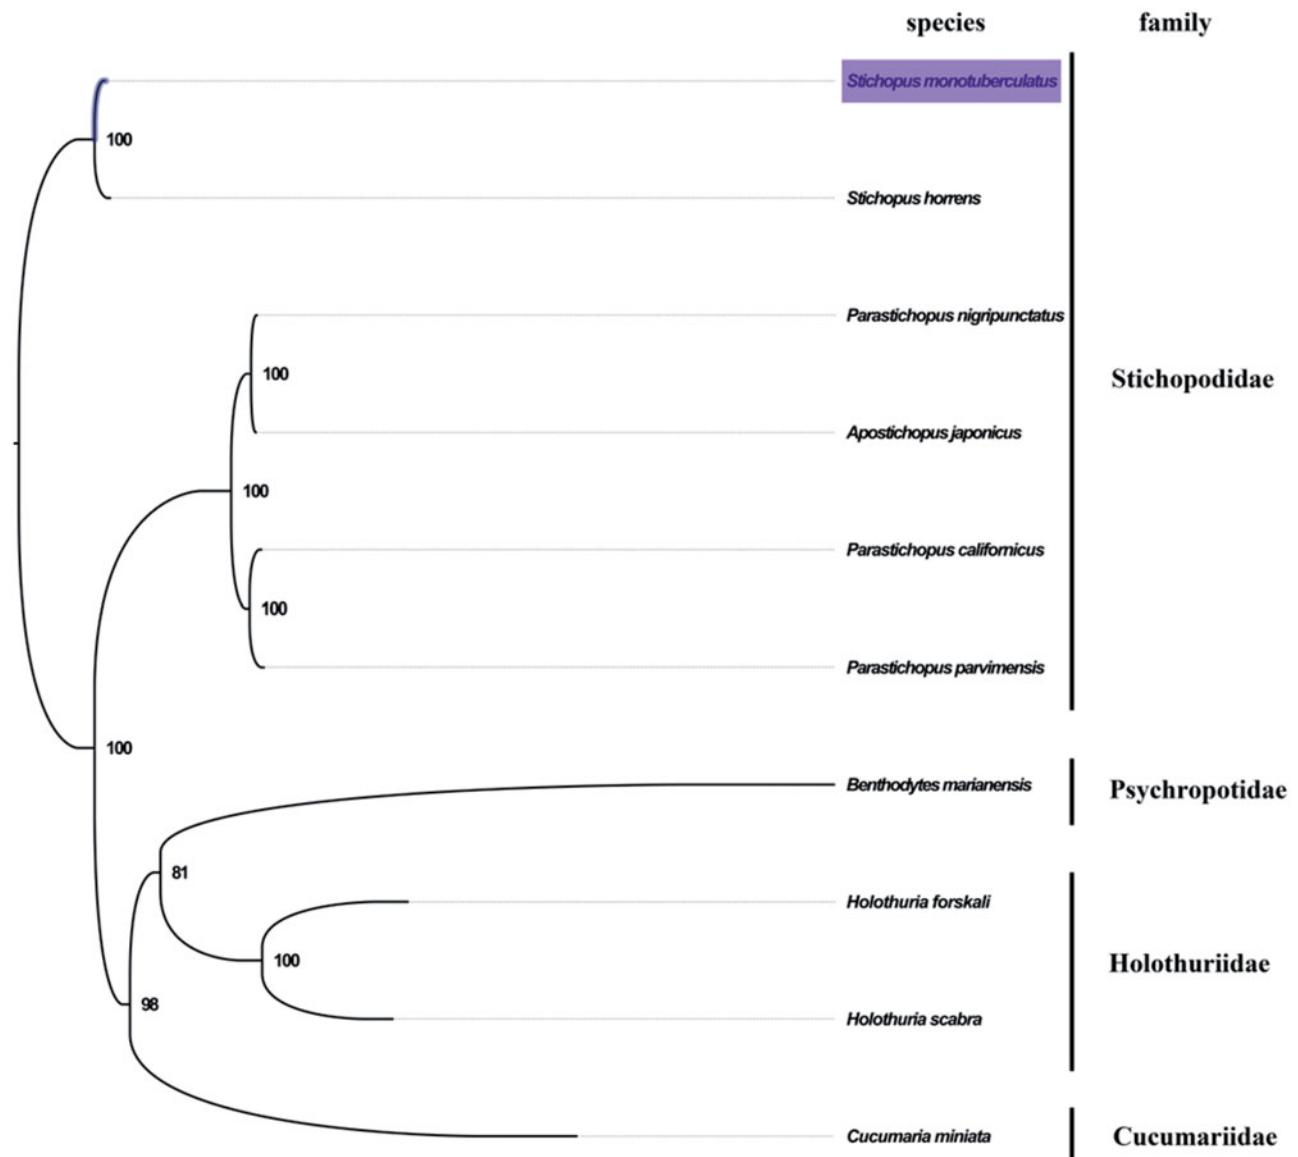 species family
Stichopus monotuberculatus
100
Stichopus horrens
Parastichopus nigripunctatus
100
Stichopodidae
Apostichopus japonicus
100
Parastichopus californicus
100
Parastichopus parvimensis
100
Benthodytes marianensis
Psychropotidae
81
Holothuria forskali
100
Holothuriidae
98
Holothuria scabra
Cucumaria miniata
Cucumariidae